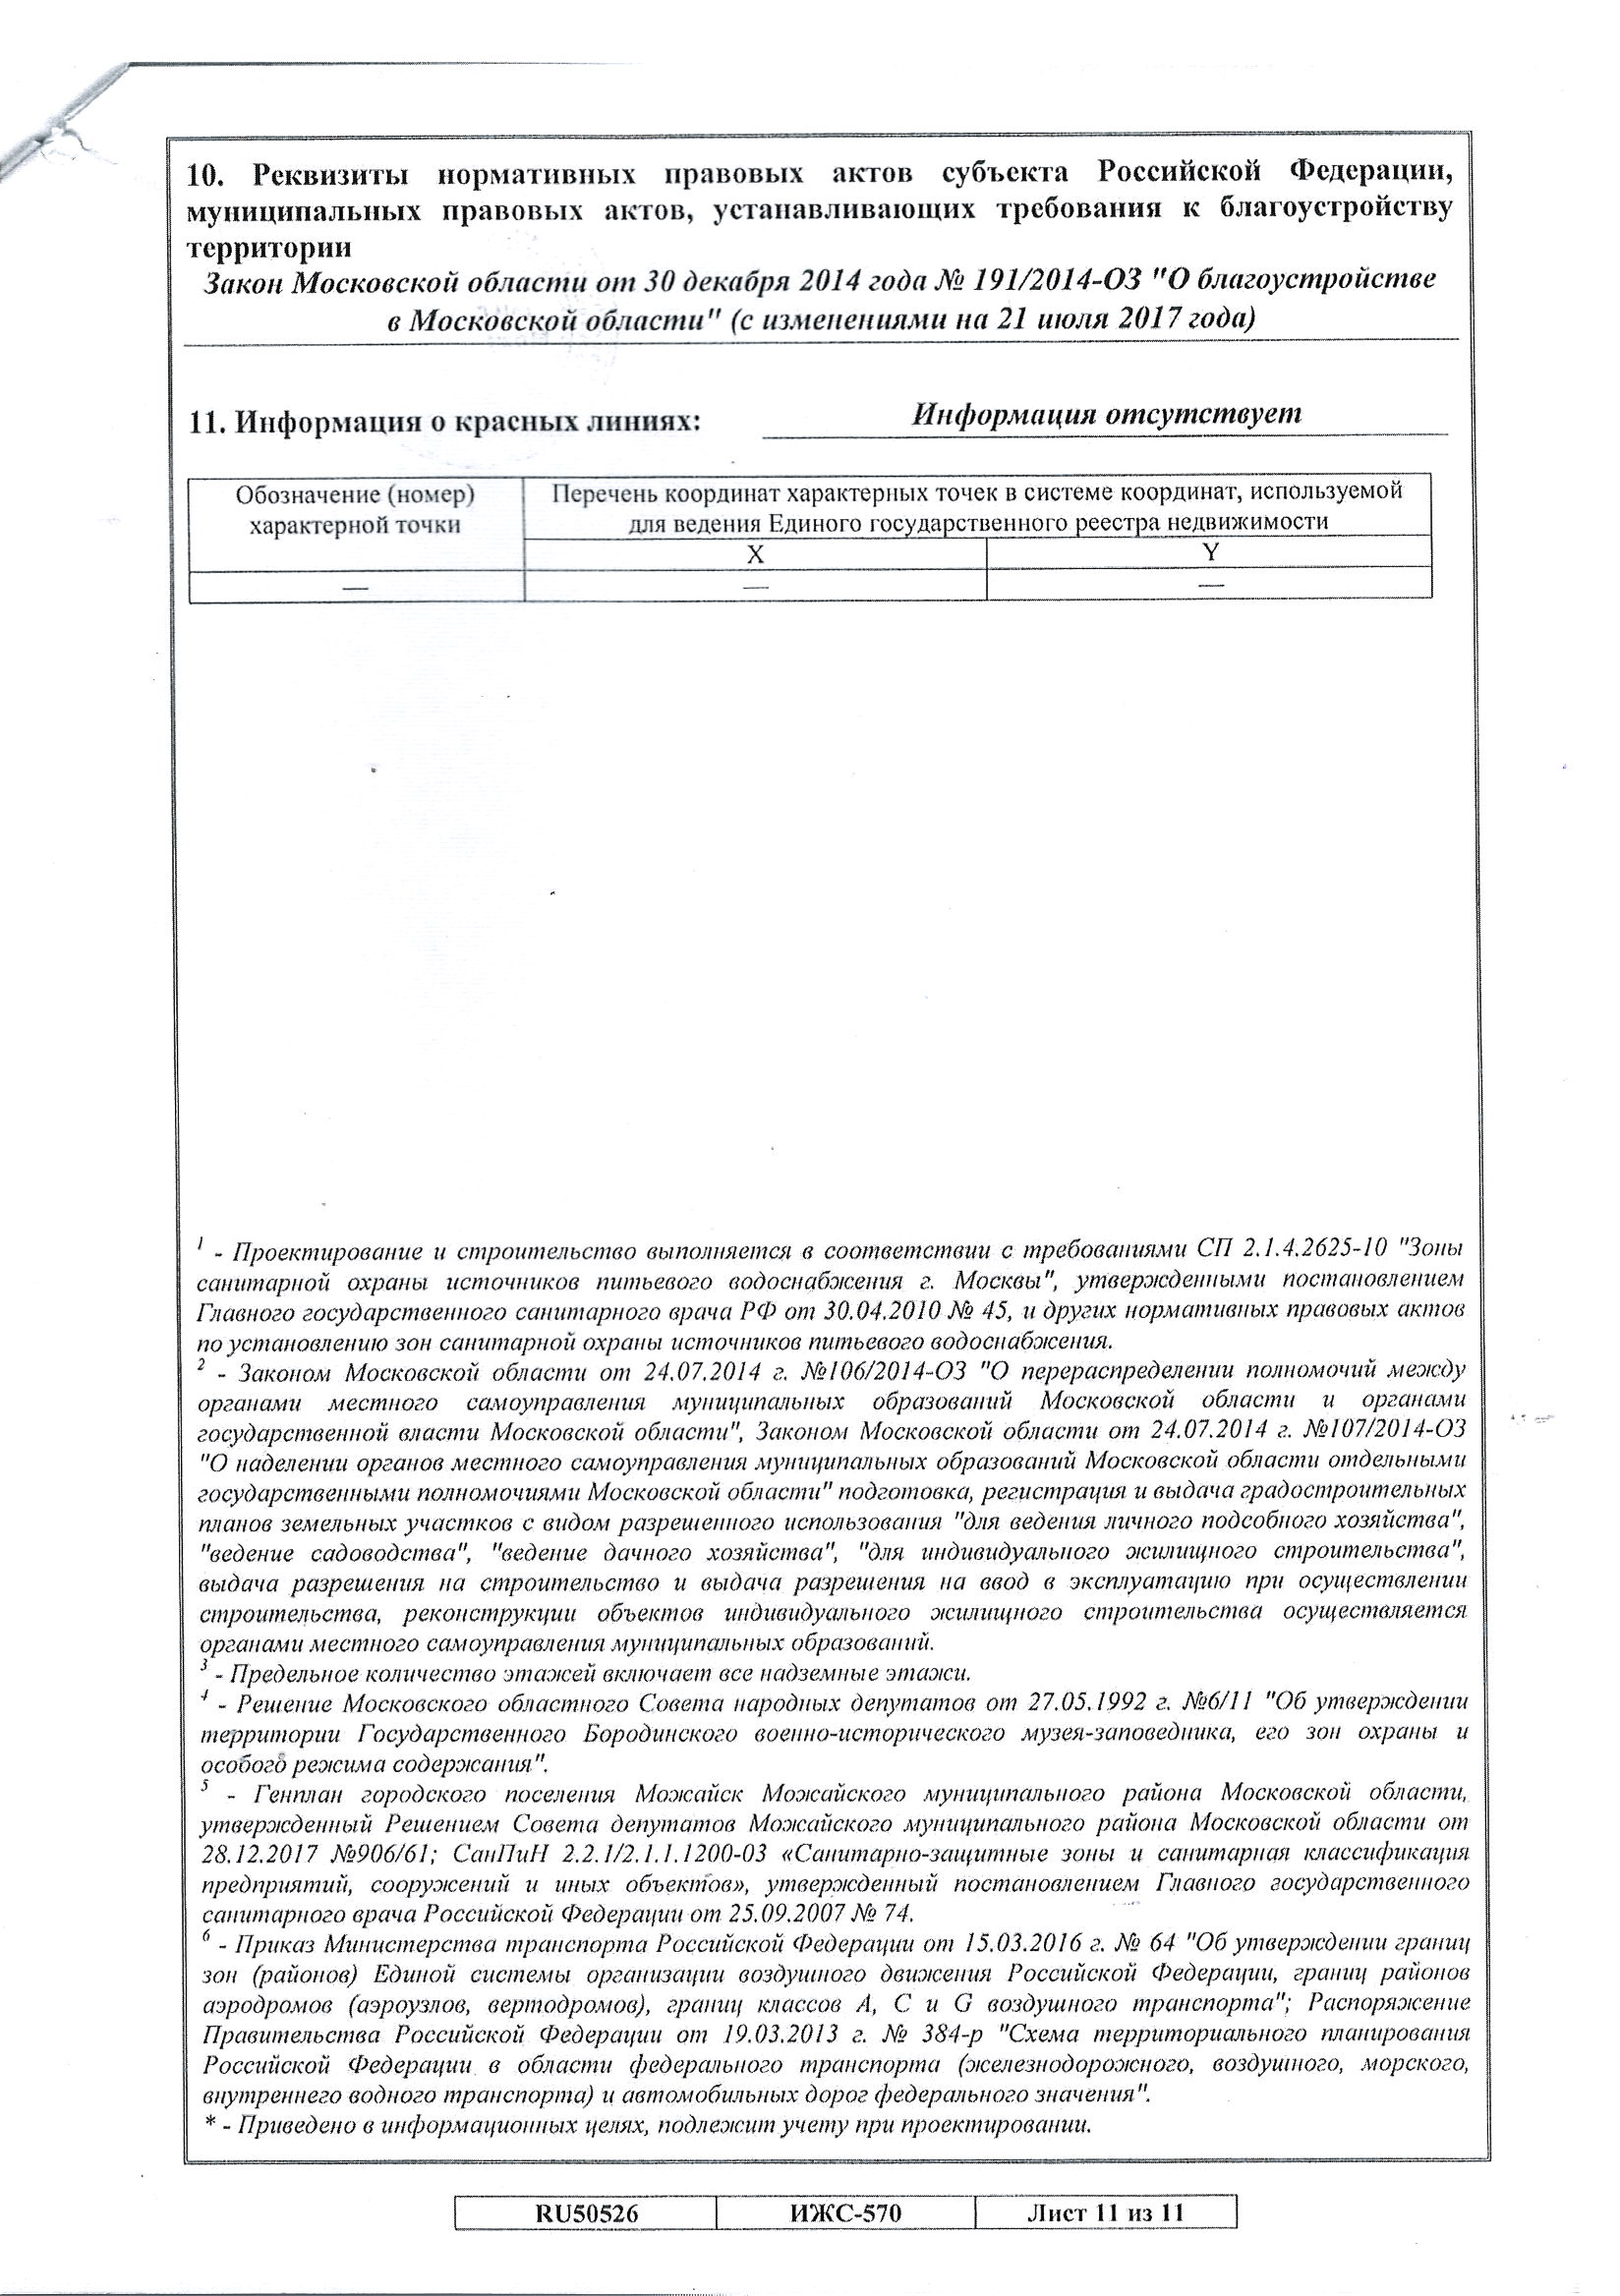 10. Реквизиты нормативных правовых актов субъекта Российской Федерации,
муниципальных правовых актов, устанавливающих требования к благоустройству
территории
Закон Московской области от 30 декабря 2014 года № 191/2014-ОЗ "О благоустройстве
в Московской области" (с изменениями на 21 июля 2017 года)
11. Информация о красных линиях: Информация отсутствует
Обозначение (номер)
характерной точки
Перечень координат характерных точек в системе координат, используемой
для ведения Единого государственного реестра недвижимости
X Y
— — —
1 - Проектирование и строительство выполняется в соответствии с требованиями СП 2.1.4.2625-10 "Зоны
санитарной охраны источников питьевого водоснабжения г. Москвы", утвержденными постановлением
Главного государственного санитарного врача РФ от 30.04.2010 № 45, и других нормативных правовых актов
по установлению зон санитарной охраны источников питьевого водоснабжения.
2 - Законом Московской области от 24.07.2014 г. №106/2014-ОЗ "О перераспределении полномочий между
органами местного самоуправления муниципальных образований Московской области и органами
государственной власти Московской области", Законом Московской области от 24.07.2014 г. №107/2014-ОЗ
"О наделении органов местного самоуправления муниципальных образований Московской области отдельными
государственными полномочиями Московской области" подготовка, регистрация и выдача градостроительных
планов земельных участков с видом разрешенного использования "для ведения личного подсобного хозяйства",
"ведение садоводства", "ведение дачного хозяйства", "для индивидуального жилищного строительства",
выдача разрешения на строительство и выдача разрешения на ввод в эксплуатацию при осуществлении
строительства, реконструкции объектов индивидуального жилищного строительства осуществляется
органами местного самоуправления муниципальных образований.
3 - Предельное количество этажей включает все надземные этажи.
4 - Решение Московского областного Совета народных депутатов от 27.05.1992 г. №6/11 "Об утверждении
территории Государственного Бородинского военно-исторического музея-заповедника, его зон охраны и
особого режима содержания".
5 - Генплан городского поселения Можайск Можайского муниципального района Московской области,
утвержденный Решением Совета депутатов Можайского муниципального района Московской области от
28.12.2017 №906/61; СанПиН 2.2.1/2.1.1.1200-03 «Санитарно-защитные зоны и санитарная классификация
предприятий, сооружений и иных объектов», утвержденный постановлением Главного государственного
санитарного врача Российской Федерации от 25.09.2007 № 74.
6 - Приказ Министерства транспорта Российской Федерации от 15.03.2016 г. № 64 "Об утверждении границ
зон (районов) Единой системы организации воздушного движения Российской Федерации, границ районов
аэродромов (аэроузлов, вертодромов), границ классов А, С и G воздушного транспорта"; Распоряжение
Правительства Российской Федерации от 19.03.2013 г. № 384-р "Схема территориального планирования
Российской Федерации в области федерального транспорта (железнодорожного, воздушного, морского,
внутреннего водного транспорта) и автомобильных дорог федерального значения".
* - Приведено в информационных целях, подлежит учету при проектировании.
RU50526 ИЖС-570 Лист 11 из 11